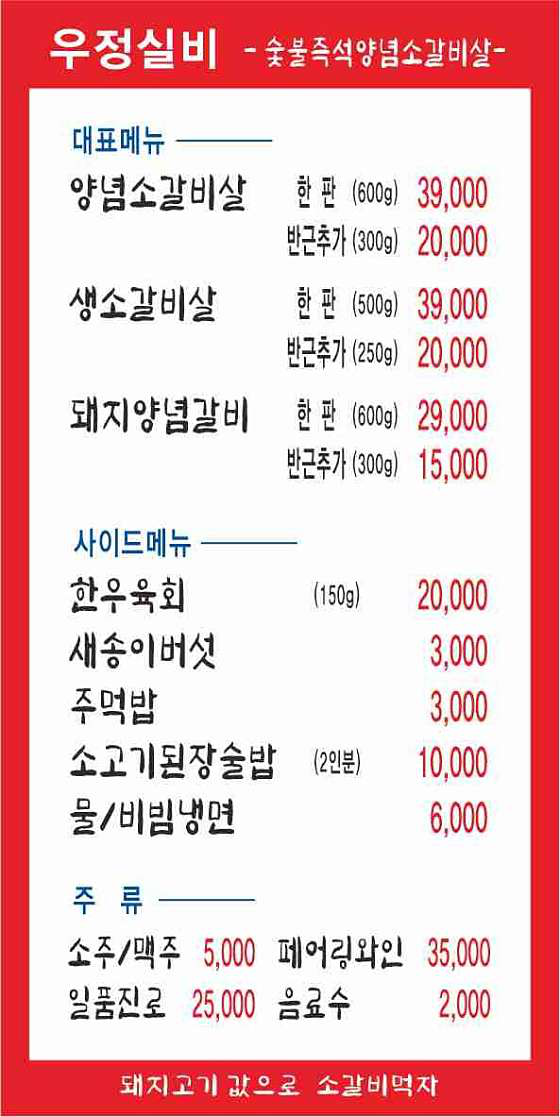 우정실비 -숯불즉석양념소갈비살-
대표메뉴
양념소갈비살 한 판 (600g) 39,000
반근추가 (300g) 20,000
생소갈비살 한 판 (500g) 39,000
반근추가 (250g) 20,000
돼지양념갈비 한 판 (600g) 29,000
반근추가 (300g) 15,000
사이드메뉴
한우육회 (150g) 20,000
새송이버섯 3,000
주먹밥 3,000
소고기된장술밥 (2인분) 10,000
물/비빔냉면 6,000
주 류
소주/맥주 5,000 페어링와인 35,000
일품진로 25,000 음료수 2,000
돼지고기 값으로 소갈비먹자